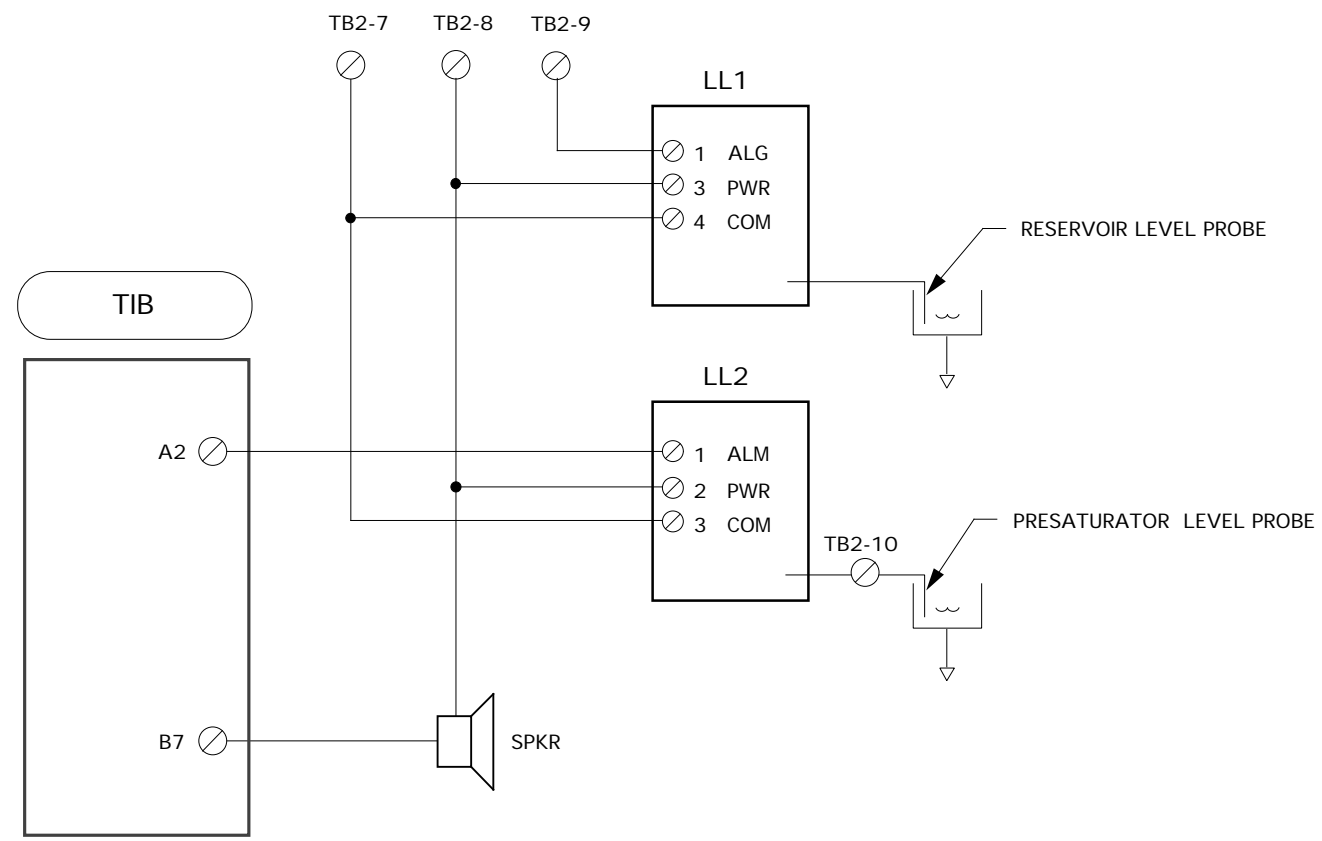 TB2-7 TB2-8 TB2-9
LL1
1 ALG
3 PWR
4 COM
RESERVOIR LEVEL PROBE
TIB
LL2
A2
1 ALM
2 PWR
3 COM
PRESATURATOR LEVEL PROBE
TB2-10
B7
SPKR